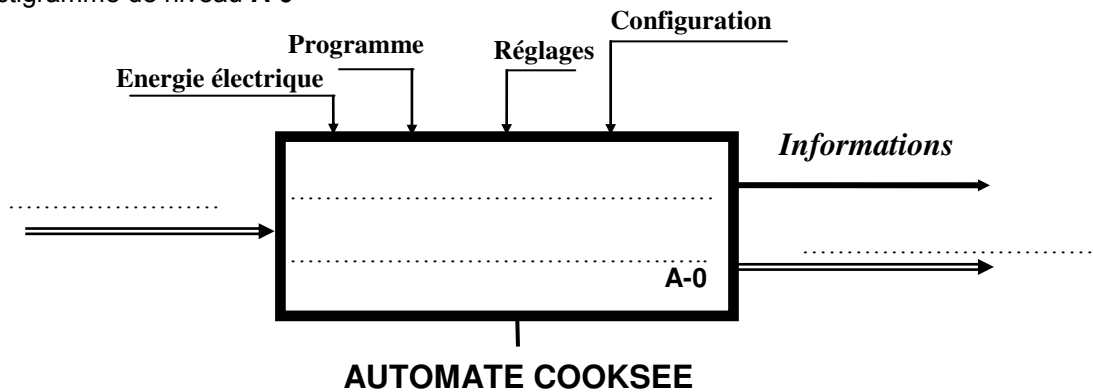 Configuration
Programme
Réglages
Energie électrique
Informations
........................
................................................
................................................
A-0
................................
AUTOMATE COOKSEE